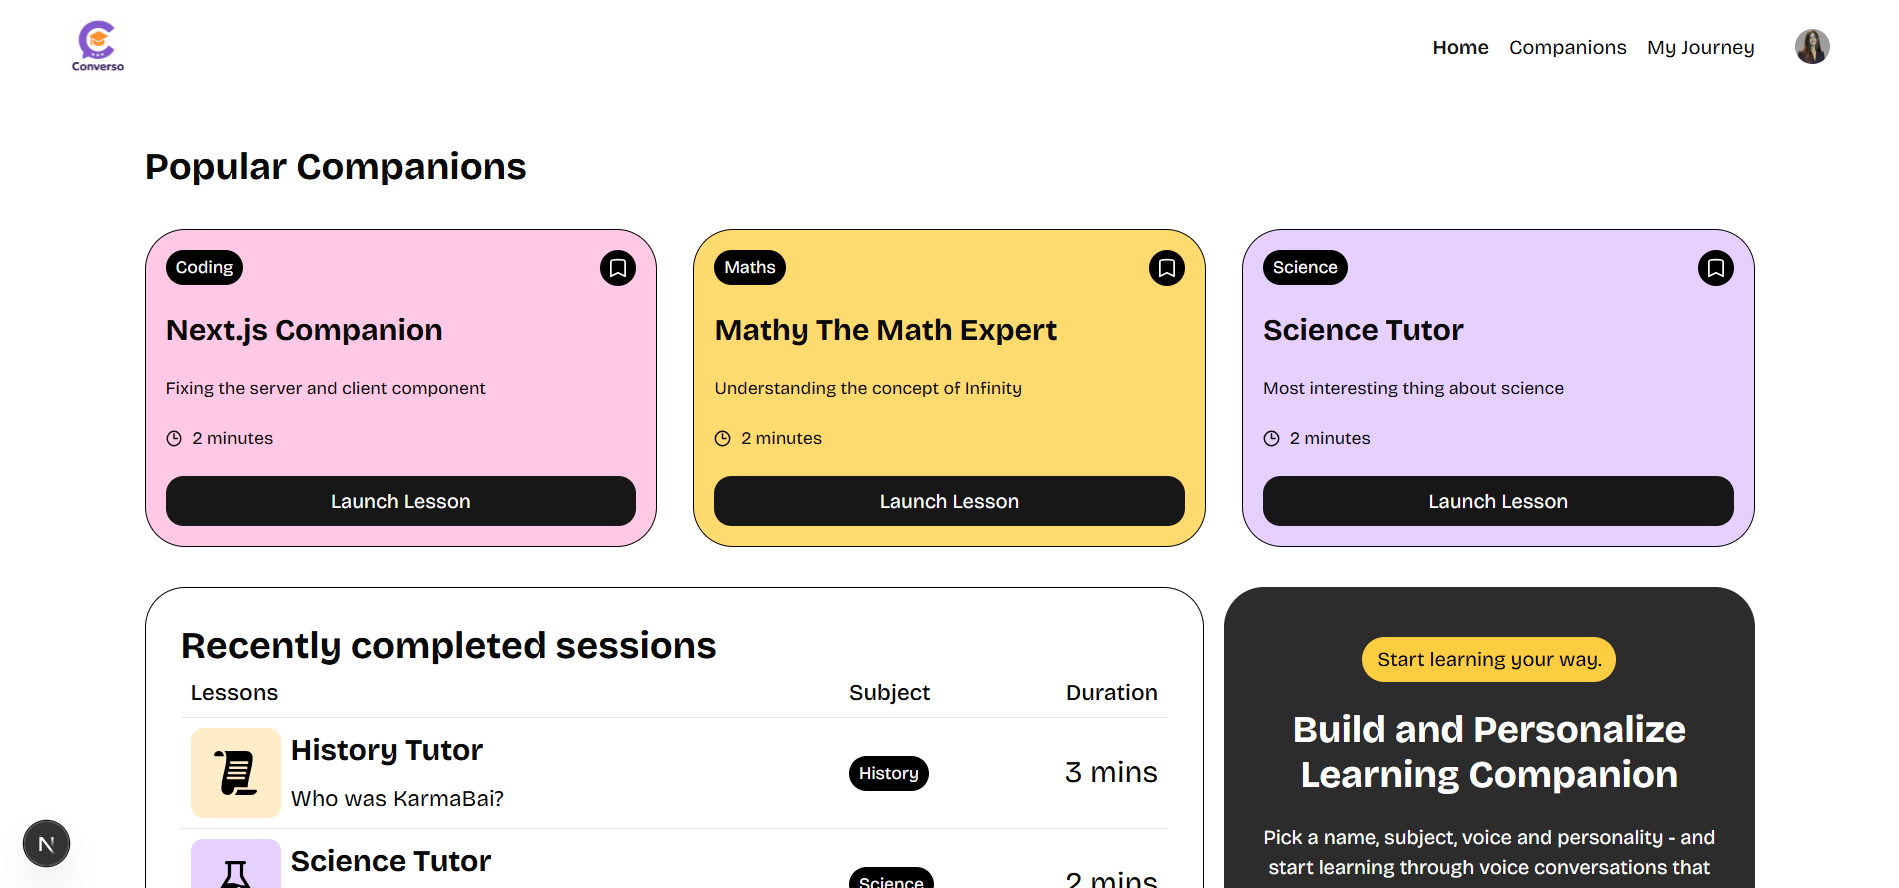 Converso
Home Companions My Journey
Popular Companions
Coding
Next.js Companion
Fixing the server and client component
2 minutes
Launch Lesson
Maths
Mathy The Math Expert
Understanding the concept of Infinity
2 minutes
Launch Lesson
Science
Science Tutor
Most interesting thing about science
2 minutes
Launch Lesson
Recently completed sessions
Lessons Subject Duration
History Tutor
Who was KarmaBai?
History
3 mins
Science Tutor
Science
2 mins
Start learning your way.
Build and Personalize
Learning Companion
Pick a name, subject, voice and personality - and
start learning through voice conversations that
N